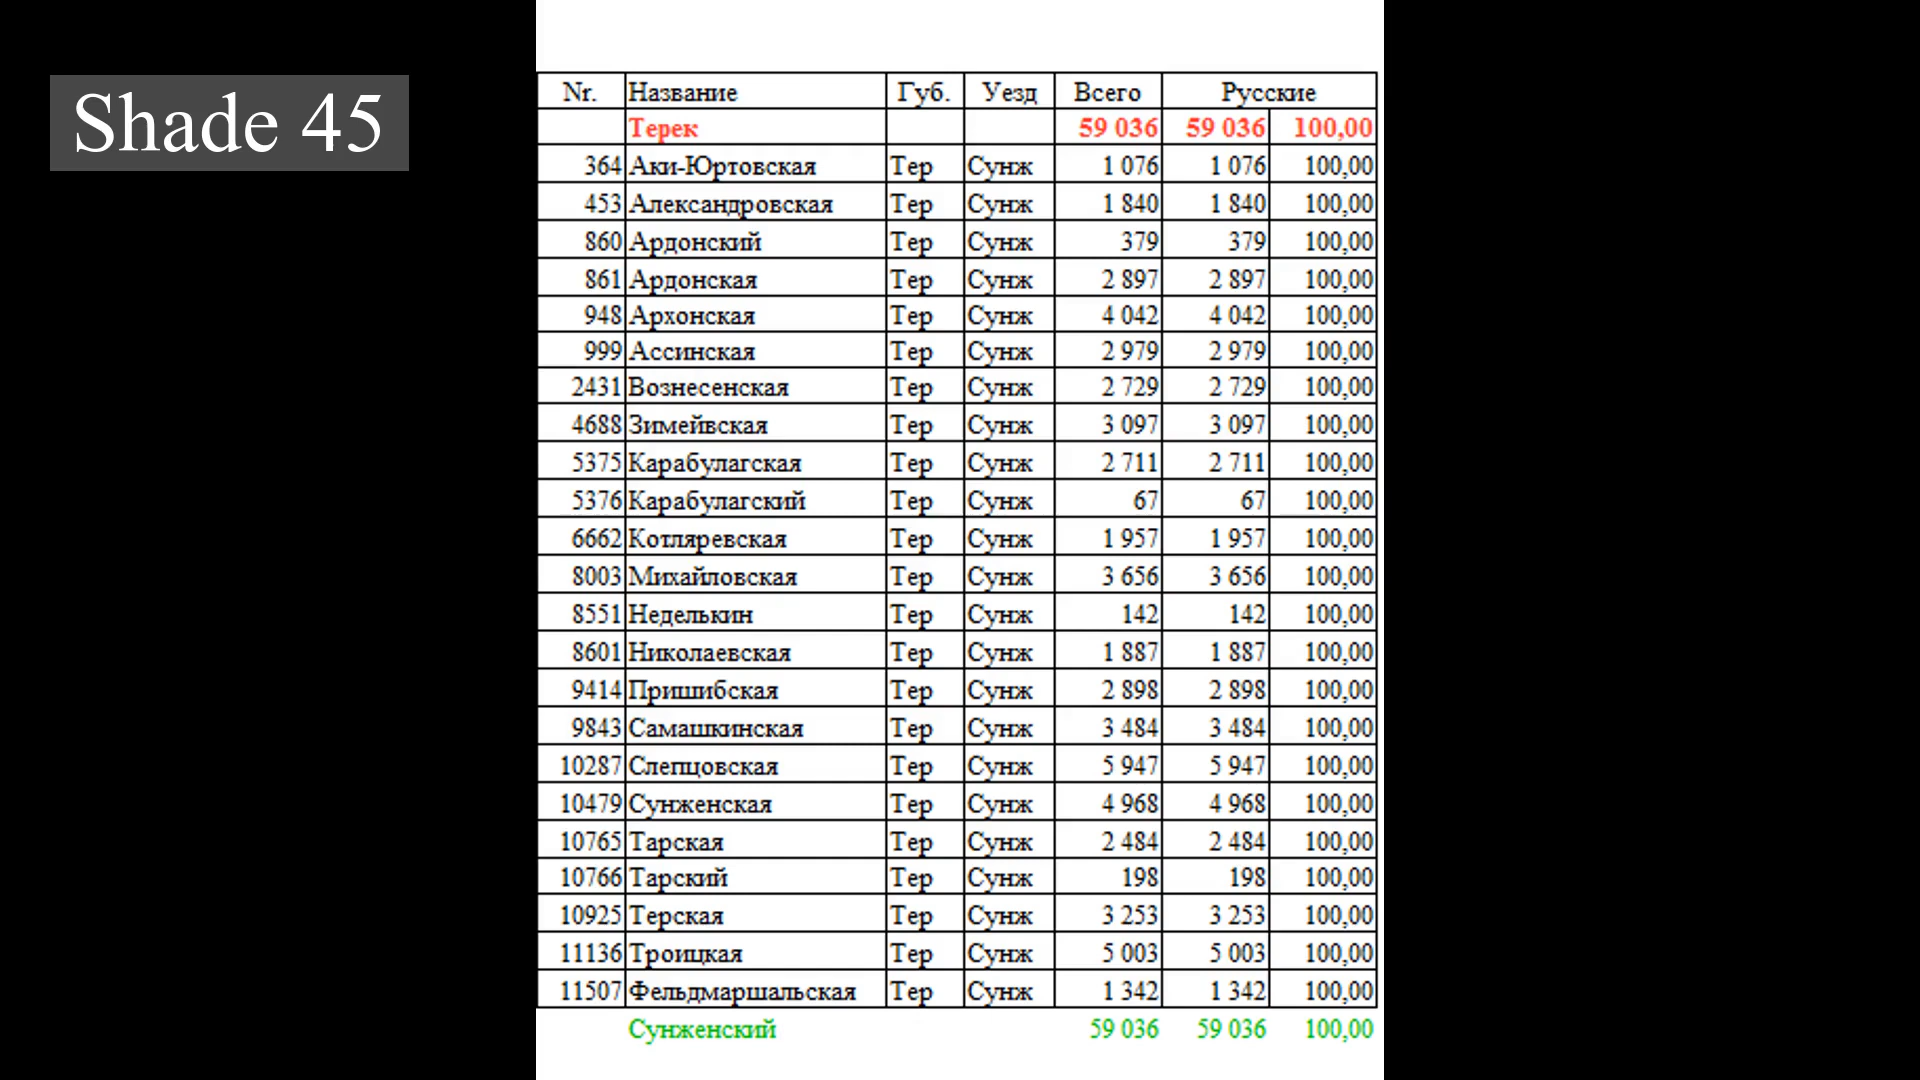 Shade 45
Nr. Название Губ. Уезд Всего Русские
Терек 59 036 59 036 100,00
364 Аки-Юртовская Тер Сунж 1 076 1 076 100,00
453 Александровская Тер Сунж 1 840 1 840 100,00
860 Ардонский Тер Сунж 379 379 100,00
861 Ардонская Тер Сунж 2 897 2 897 100,00
948 Архонская Тер Сунж 4 042 4 042 100,00
999 Ассинская Тер Сунж 2 979 2 979 100,00
2431 Вознесенская Тер Сунж 2 729 2 729 100,00
4688 Зимейвская Тер Сунж 3 097 3 097 100,00
5375 Карабулагская Тер Сунж 2 711 2 711 100,00
5376 Карабулагский Тер Сунж 67 67 100,00
6662 Котляревская Тер Сунж 1 957 1 957 100,00
8003 Михайловская Тер Сунж 3 656 3 656 100,00
8551 Неделькин Тер Сунж 142 142 100,00
8601 Николаевская Тер Сунж 1 887 1 887 100,00
9414 Пришибская Тер Сунж 2 898 2 898 100,00
9843 Самашкинская Тер Сунж 3 484 3 484 100,00
10287 Слепцовская Тер Сунж 5 947 5 947 100,00
10479 Сунженская Тер Сунж 4 968 4 968 100,00
10765 Тарская Тер Сунж 2 484 2 484 100,00
10766 Тарский Тер Сунж 198 198 100,00
10925 Терская Тер Сунж 3 253 3 253 100,00
11136 Троицкая Тер Сунж 5 003 5 003 100,00
11507 Фельдмаршальская Тер Сунж 1 342 1 342 100,00
Сунженский 59 036 59 036 100,00